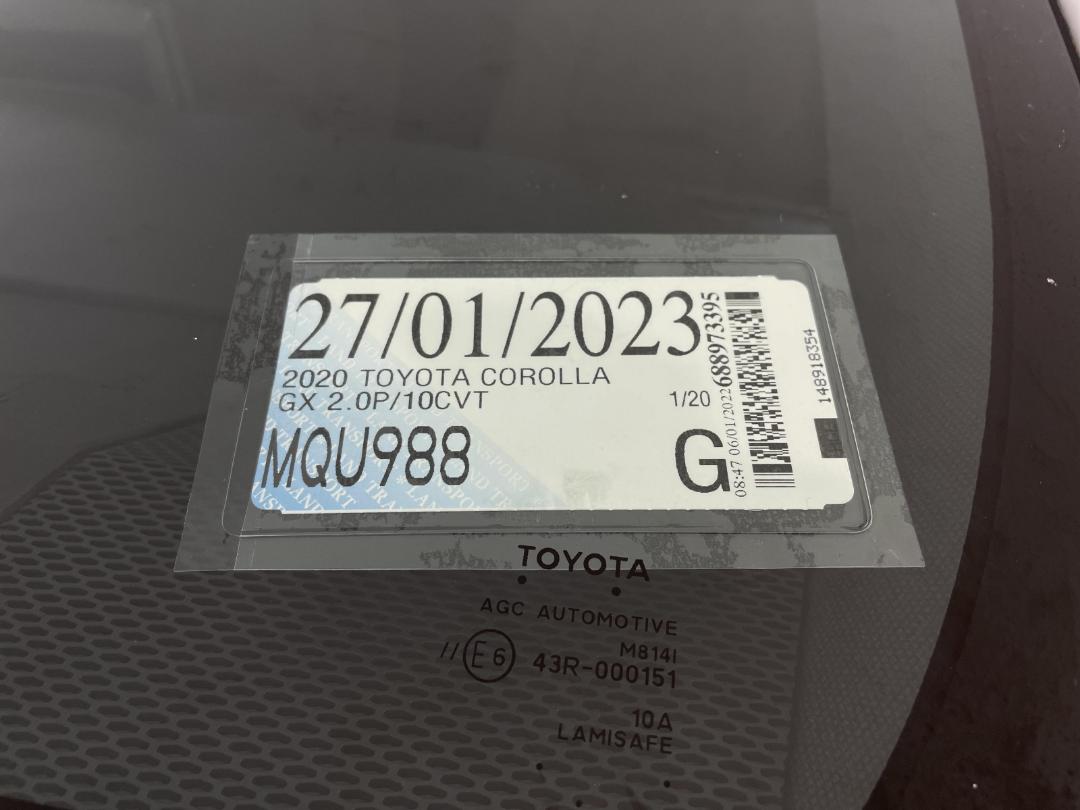 27/01/2023
2020 TOYOTA COROLLA
GX 2.0P/10CVT 1/20
MQU988 G
688973395
08:47 06/01/2022
148918354
TOYOTA
AGC AUTOMOTIVE
M814I
//E6 43R-000151
10A
LAMISAFE